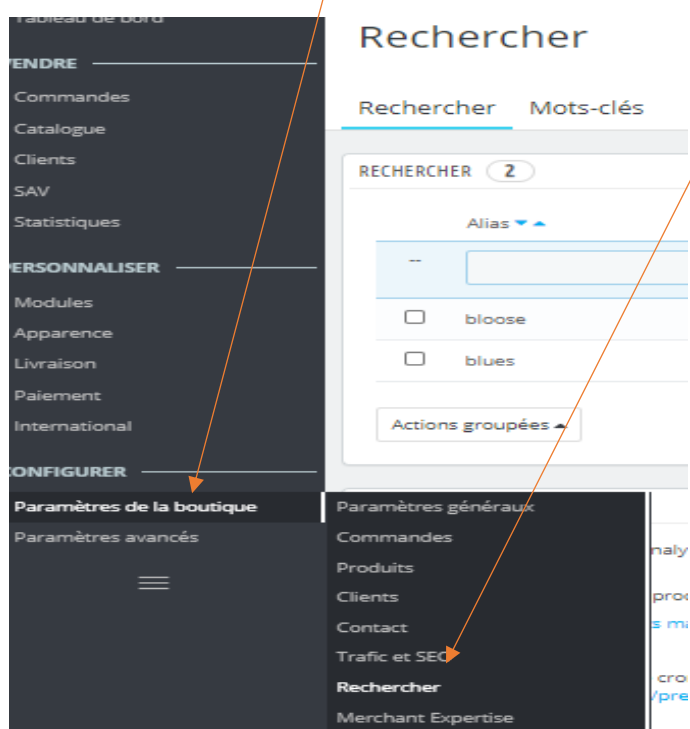 Tableau de bord
VENDRE
Commandes
Catalogue
Clients
SAV
Statistiques
PERSONNALISER
Modules
Apparence
Livraison
Paiement
International
CONFIGURER
Paramètres de la boutique
Paramètres avancés
Rechercher
Rechercher Mots-clés
RECHERCHER 2
Alias
--
bloose
blues
Actions groupées
Paramètres généraux
Commandes
Produits
Clients
Contact
Trafic et SEO
Rechercher
Merchant Expertise